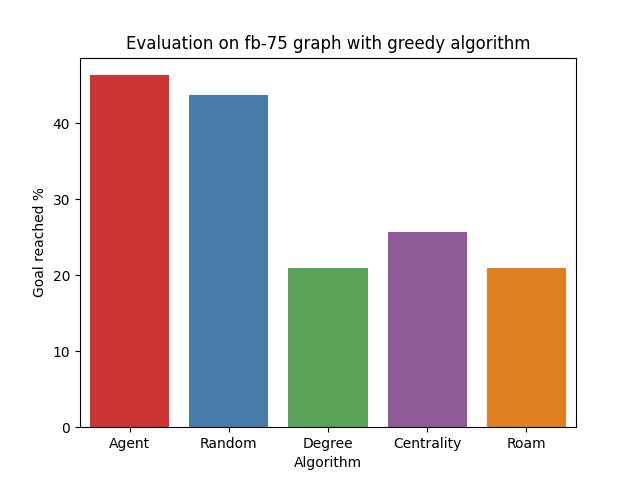 Evaluation on fb-75 graph with greedy algorithm
Goal reached %
40
30
20
10
0
Agent
Random
Degree
Centrality
Roam
Algorithm